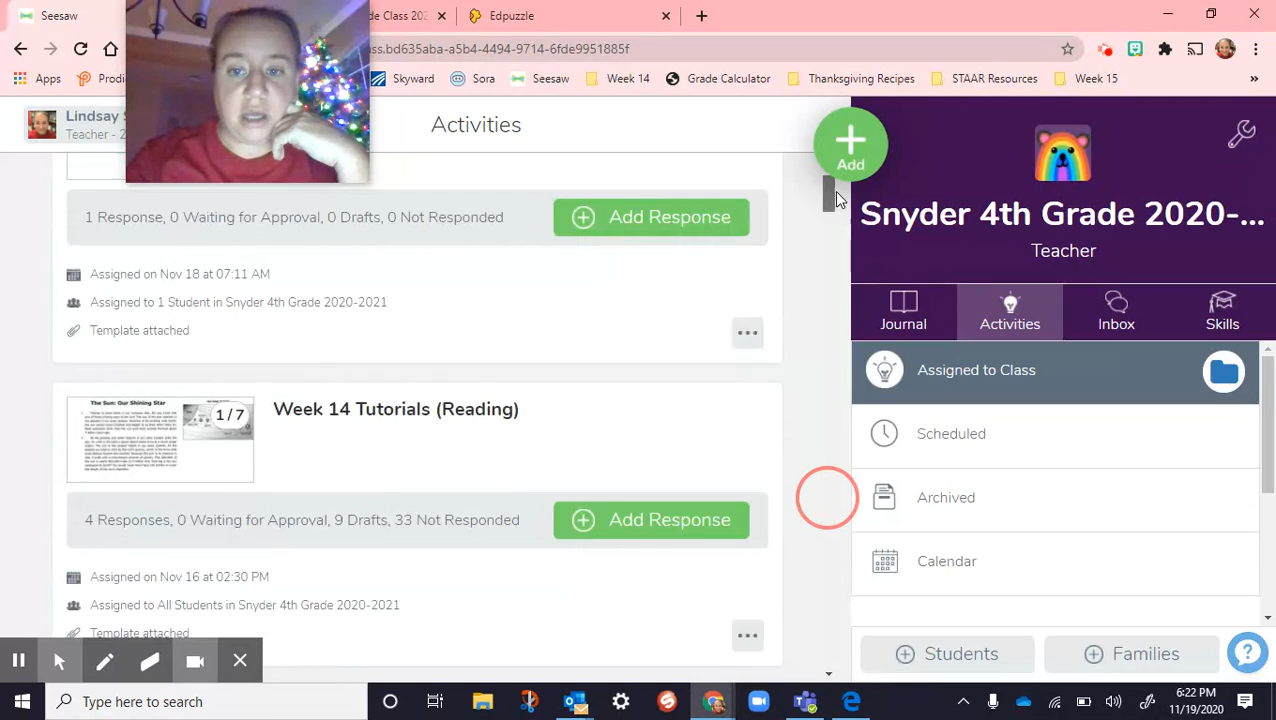 Seesaw
de Class 202
Edpuzzle
ass.bd635aba-a5b4-4494-9714-6fde9951885f
Apps
Prodi
Skyward
Sora
Seesaw
Week 14
Grade Calculator
Thanksgiving Recipes
STAAR Resources
Week 15
»
Lindsay S
Teacher - 2
Activities
Add
Snyder 4th Grade 2020-...
Teacher
Journal
Activities
Inbox
Skills
Assigned to Class
Scheduled
Archived
Calendar
Students
Families
1 Response, 0 Waiting for Approval, 0 Drafts, 0 Not Responded
Add Response
Assigned on Nov 18 at 07:11 AM
Assigned to 1 Student in Snyder 4th Grade 2020-2021
Template attached
The Sun: Our Shining Star
1 / 7
Week 14 Tutorials (Reading)
4 Responses, 0 Waiting for Approval, 9 Drafts, 33 Not Responded
Add Response
Assigned on Nov 16 at 02:30 PM
Assigned to All Students in Snyder 4th Grade 2020-2021
Template attached
Type here to search
6:22 PM
11/19/2020